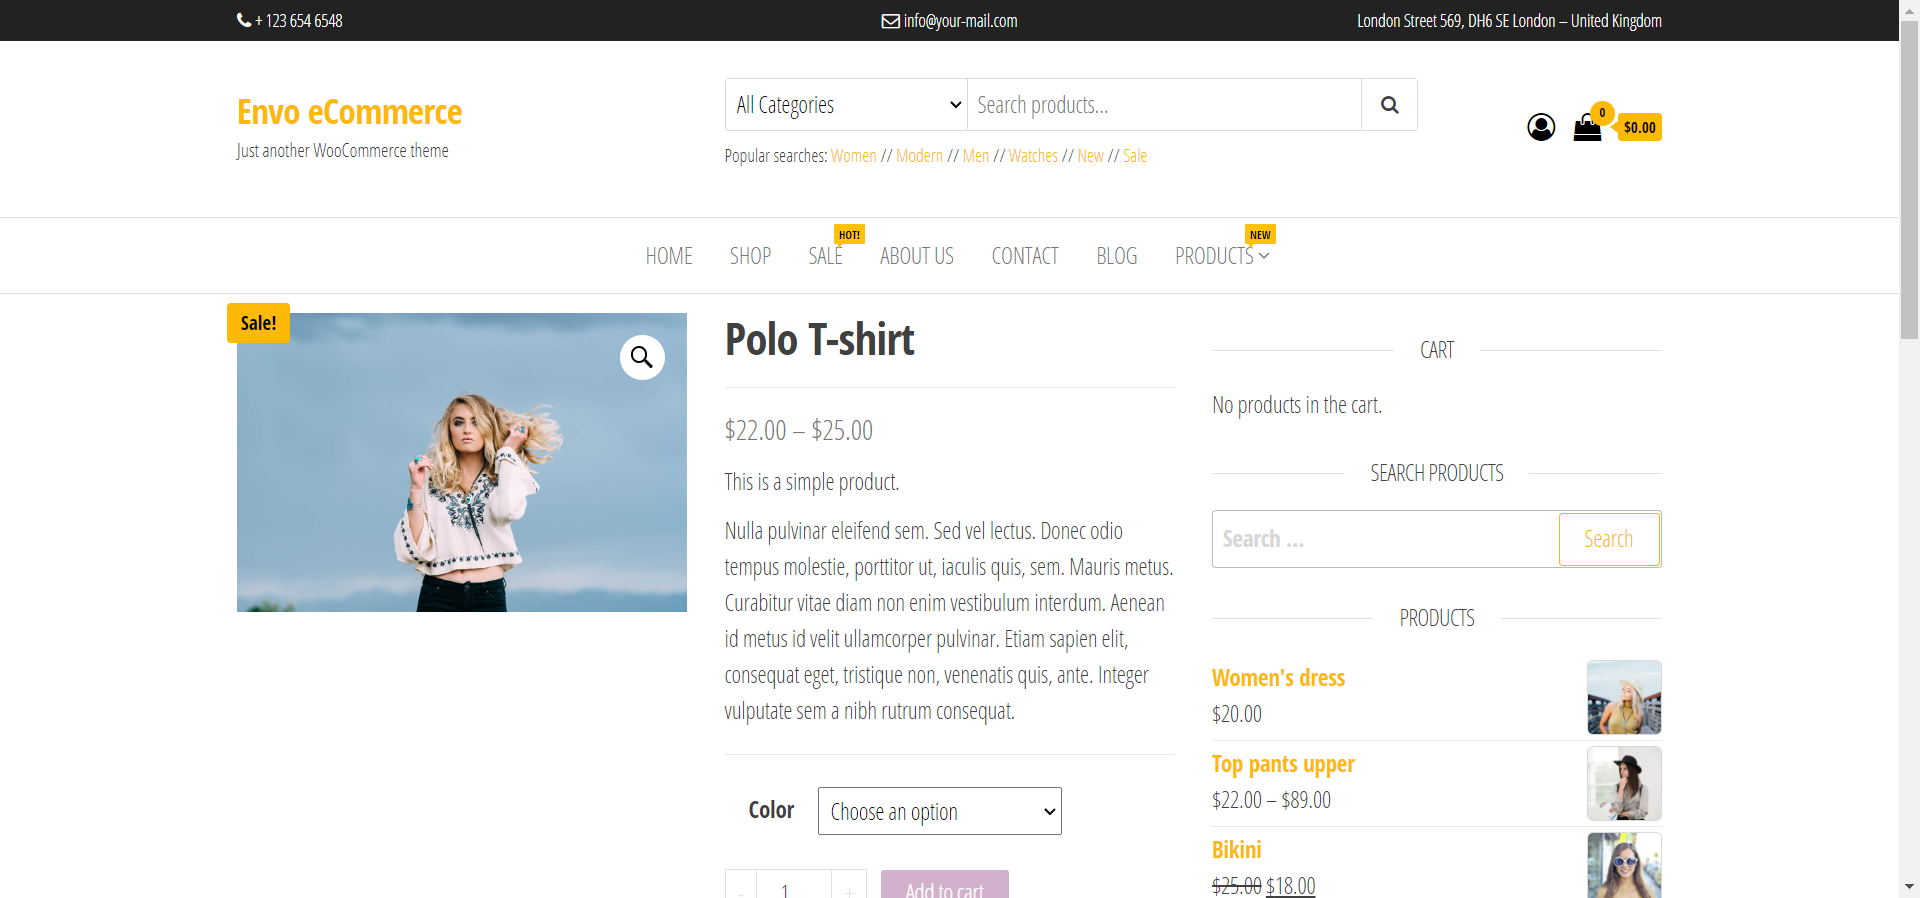 + 123 654 6548
info@your-mail.com
London Street 569, DH6 SE London – United Kingdom
Envo eCommerce
Just another WooCommerce theme
All Categories
Search products...
Popular searches: Women // Modern // Men // Watches // New // Sale
0
$0.00
HOME
SHOP
SALE
HOT!
ABOUT US
CONTACT
BLOG
PRODUCTS
NEW
Sale!
Polo T-shirt
$22.00 – $25.00
This is a simple product.
Nulla pulvinar eleifend sem. Sed vel lectus. Donec odio
tempus molestie, porttitor ut, iaculis quis, sem. Mauris metus.
Curabitur vitae diam non enim vestibulum interdum. Aenean
id metus id velit ullamcorper pulvinar. Etiam sapien elit,
consequat eget, tristique non, venenatis quis, ante. Integer
vulputate sem a nibh rutrum consequat.
Color
Choose an option
- 1 +
Add to cart
CART
No products in the cart.
SEARCH PRODUCTS
Search ...
Search
PRODUCTS
Women's dress
$20.00
Top pants upper
$22.00 – $89.00
Bikini
$25.00 $18.00